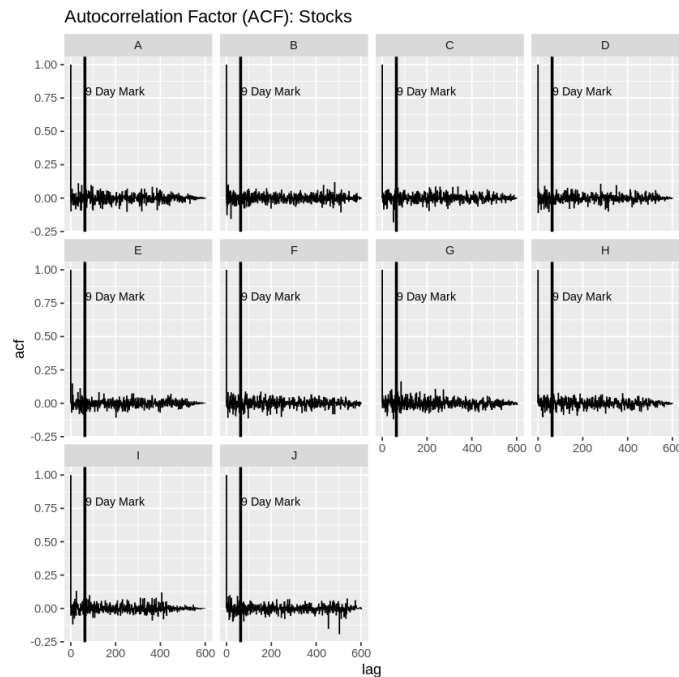 Autocorrelation Factor (ACF): Stocks
A B C D
1.00
9 Day Mark 9 Day Mark 9 Day Mark 9 Day Mark
0.75
0.50
0.25
0.00
-0.25
E F G H
1.00
9 Day Mark 9 Day Mark 9 Day Mark 9 Day Mark
0.75
0.50
0.25
0.00
-0.25
0 200 400 600 0 200 400 600
I J
1.00
9 Day Mark 9 Day Mark
0.75
0.50
0.25
0.00
-0.25
0 200 400 600 0 200 400 600
acf
lag